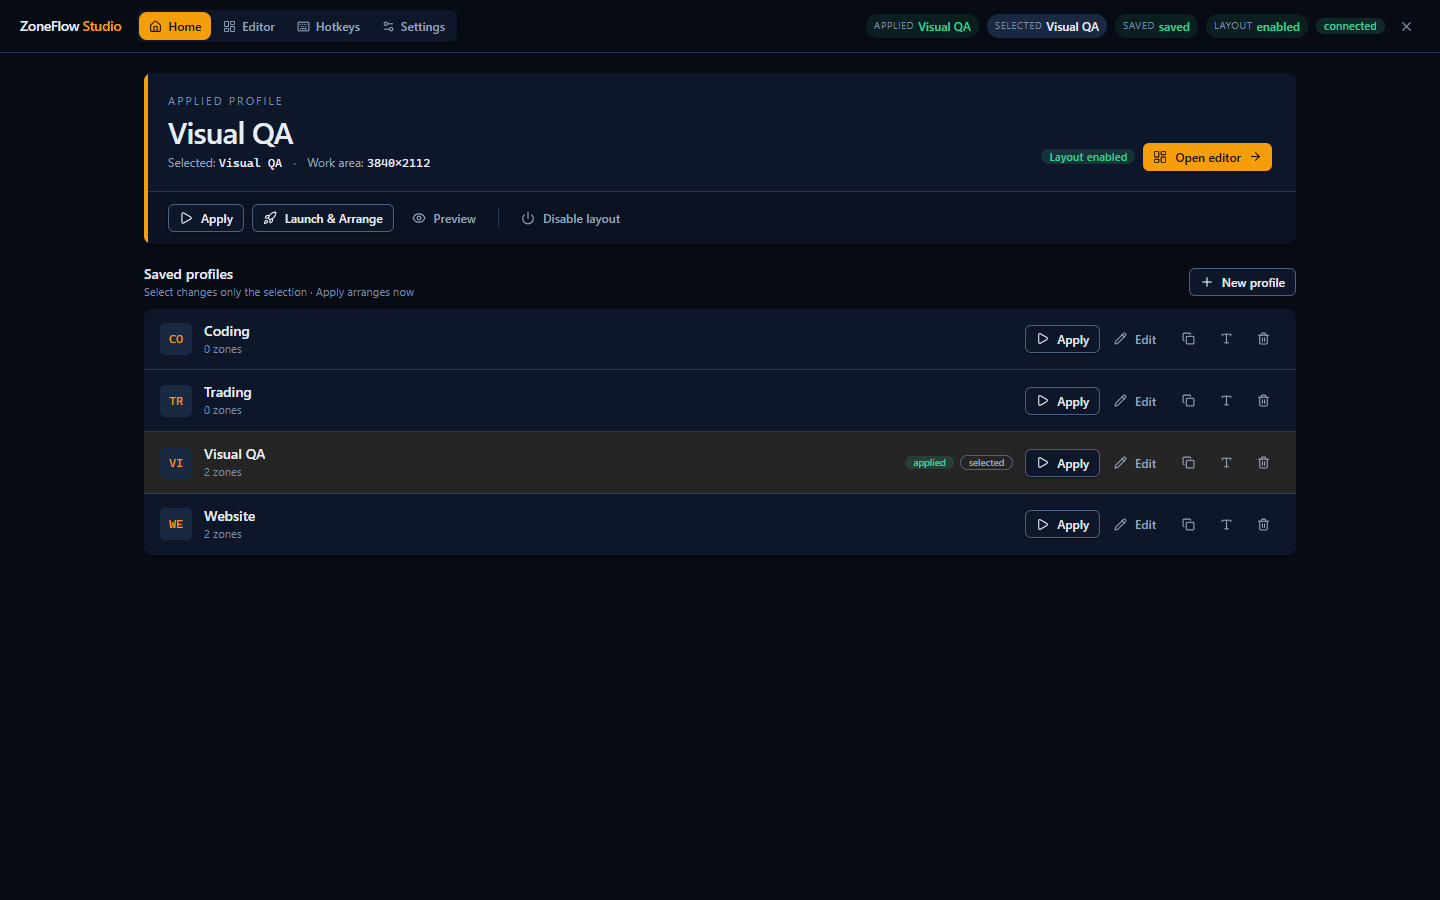 ZoneFlow Studio Home Editor Hotkeys Settings APPLIED Visual QA SELECTED Visual QA SAVED saved LAYOUT enabled connected
APPLIED PROFILE
Visual QA
Selected: Visual QA · Work area: 3840×2112
Layout enabled Open editor
Apply Launch & Arrange Preview Disable layout
Saved profiles
Select changes only the selection · Apply arranges now
New profile
CO Coding
0 zones
Apply Edit
TR Trading
0 zones
Apply Edit
VI Visual QA
2 zones
applied selected Apply Edit
WE Website
2 zones
Apply Edit